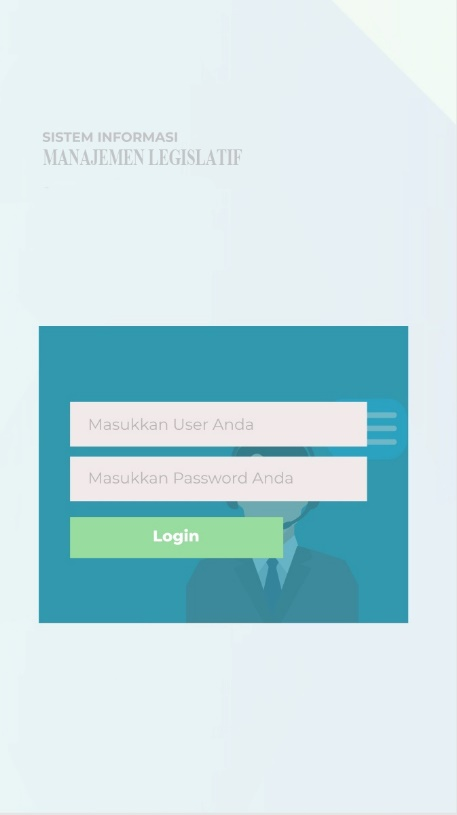 SISTEM INFORMASI
MANAJEMEN LEGISLATIF
Masukkan User Anda
Masukkan Password Anda
Login